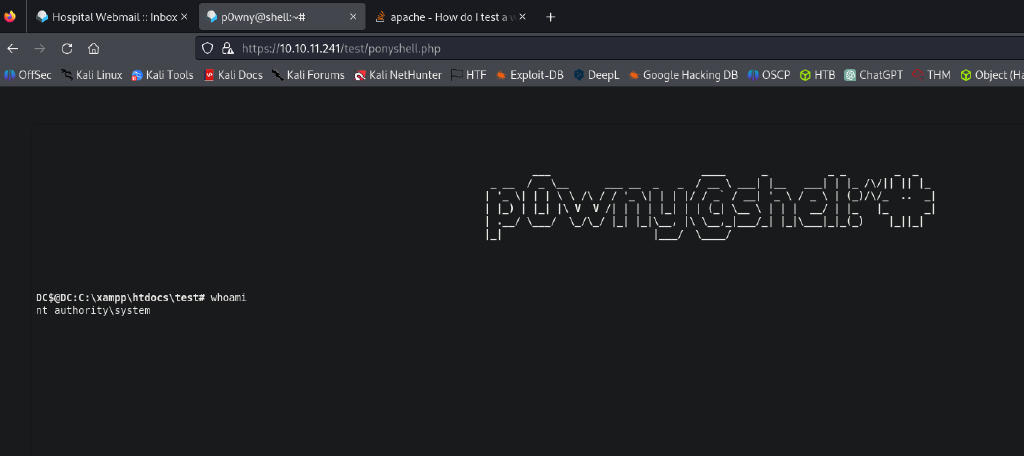 Hospital Webmail :: Inbox
p0wny@shell:~#
apache - How do I test a w
https://10.10.11.241/test/ponyshell.php
OffSec Kali Linux Kali Tools Kali Docs Kali Forums Kali NetHunter HTF Exploit-DB DeepL Google Hacking DB OSCP HTB ChatGPT THM Object (Ha
p0wny@shell:~#
DC$@DC:C:\xampp\htdocs\test# whoami
nt authority\system